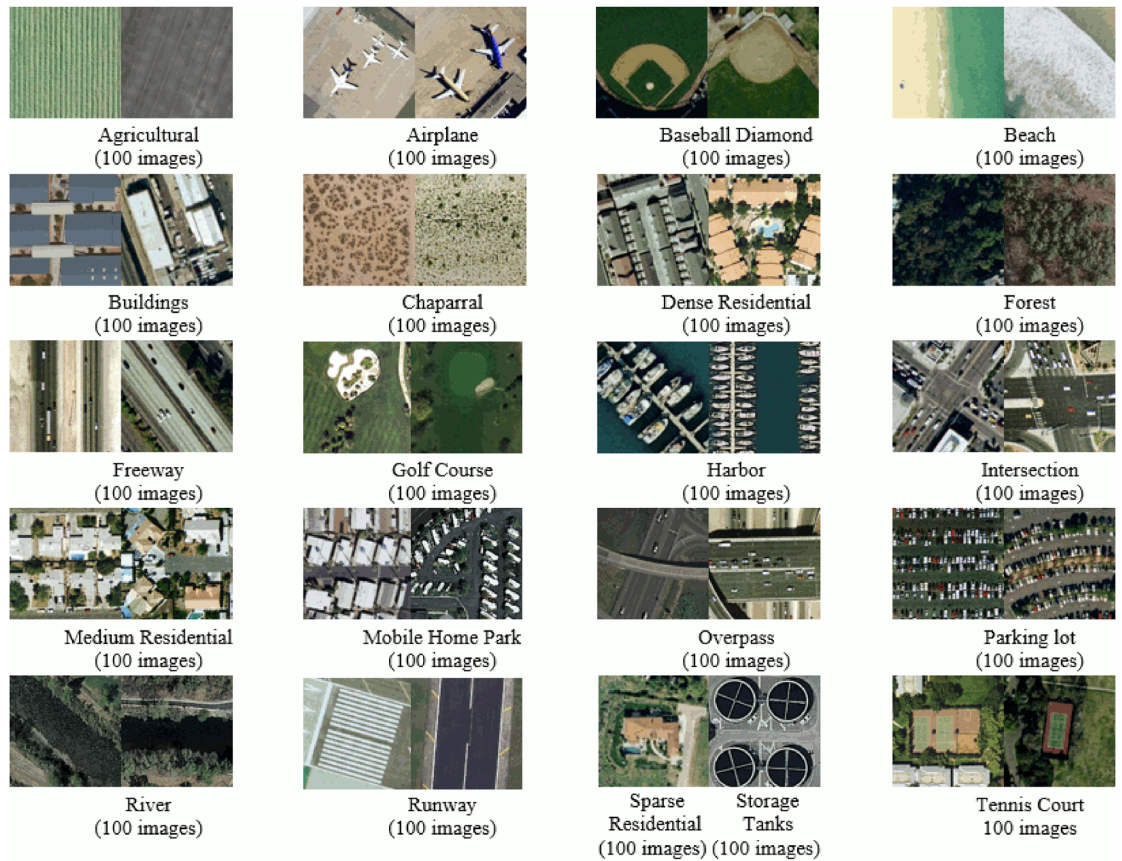 Agricultural
(100 images)
Airplane
(100 images)
Baseball Diamond
(100 images)
Beach
(100 images)
Buildings
(100 images)
Chaparral
(100 images)
Dense Residential
(100 images)
Forest
(100 images)
Freeway
(100 images)
Golf Course
(100 images)
Harbor
(100 images)
Intersection
(100 images)
Medium Residential
(100 images)
Mobile Home Park
(100 images)
Overpass
(100 images)
Parking lot
(100 images)
River
(100 images)
Runway
(100 images)
Sparse
Residential
(100 images)
Storage
Tanks
(100 images)
Tennis Court
100 images